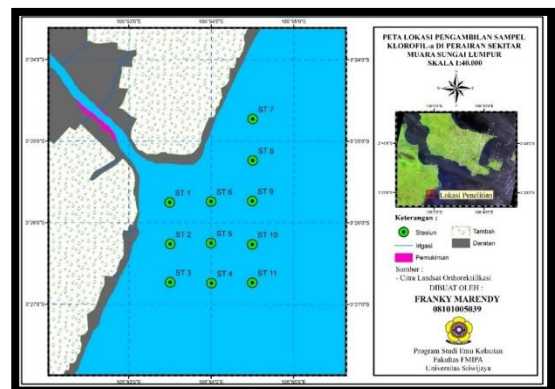 PETA LOKASI PENGAMBILAN SAMPEL
KLOROFIL-a DI PERAIRAN SEKITAR
MUARA SUNGAI LUMPUR
SKALA 1:40.000
ST 7
ST 8
ST 1
ST 6
ST 9
ST 2
ST 5
ST 10
ST 3
ST 4
ST 11
Lokasi Penelitian
Keterangan :
Stasiun
Tambak
Irigasi
Daratan
Pemukiman
Sumber :
- Citra Landsat Orthorektifikasi
DIBUAT OLEH :
FRANKY MARENDY
08101005039
Program Studi Ilmu Kelautan
Fakultas FMIPA
Universitas Sriwijaya